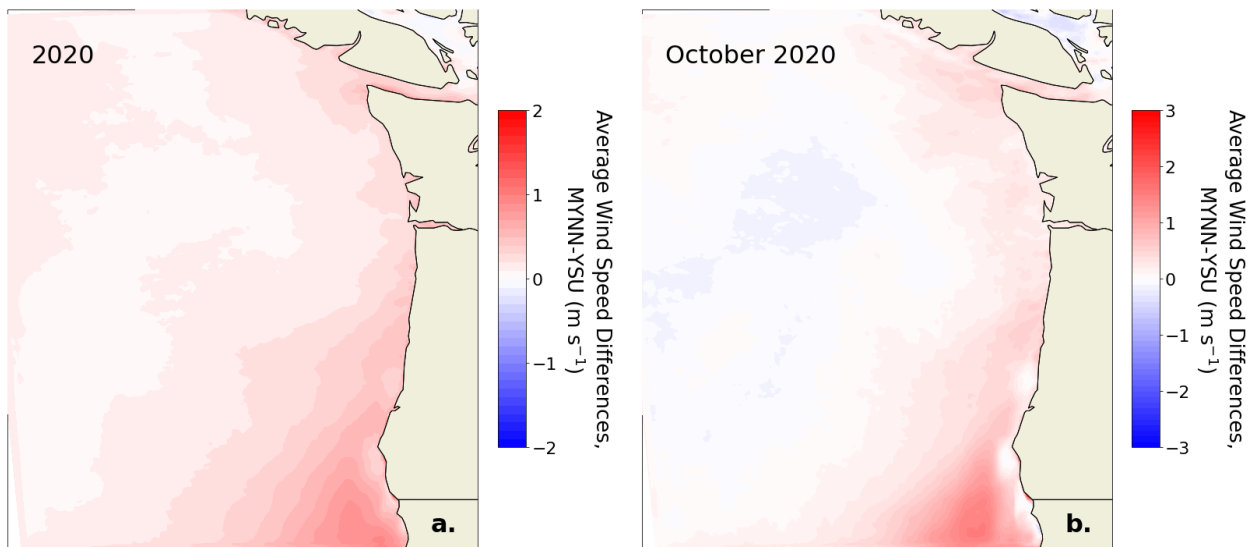 2020
2
1
0
−1
−2
Average Wind Speed Differences,
MYNN-YSU (m s⁻¹)
a.
October 2020
3
2
1
0
−1
−2
−3
Average Wind Speed Differences,
MYNN-YSU (m s⁻¹)
b.